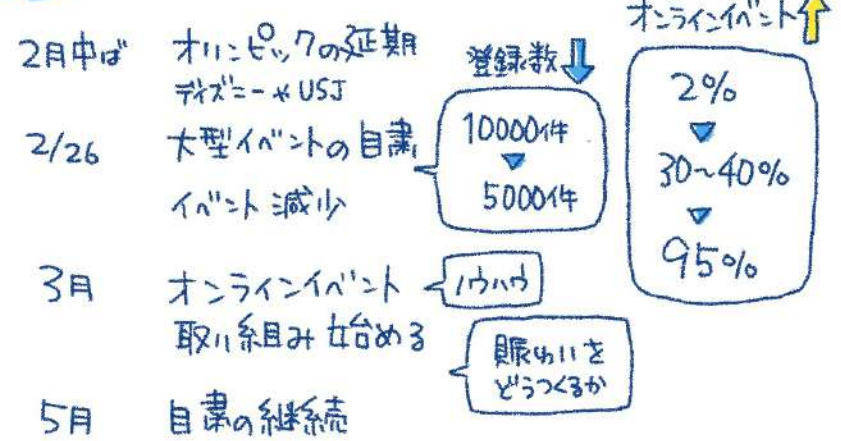 2月中ば オリンピックの延期
ディズニーやUSJ
2/26 大型イベントの自粛
イベント減少
登録数
10000件
5000件
オンラインイベント
2%
30~40%
95%
3月 オンラインイベント
取り組み始める
ノウハウ
賑わいを
どうつくるか
5月 自粛の継続